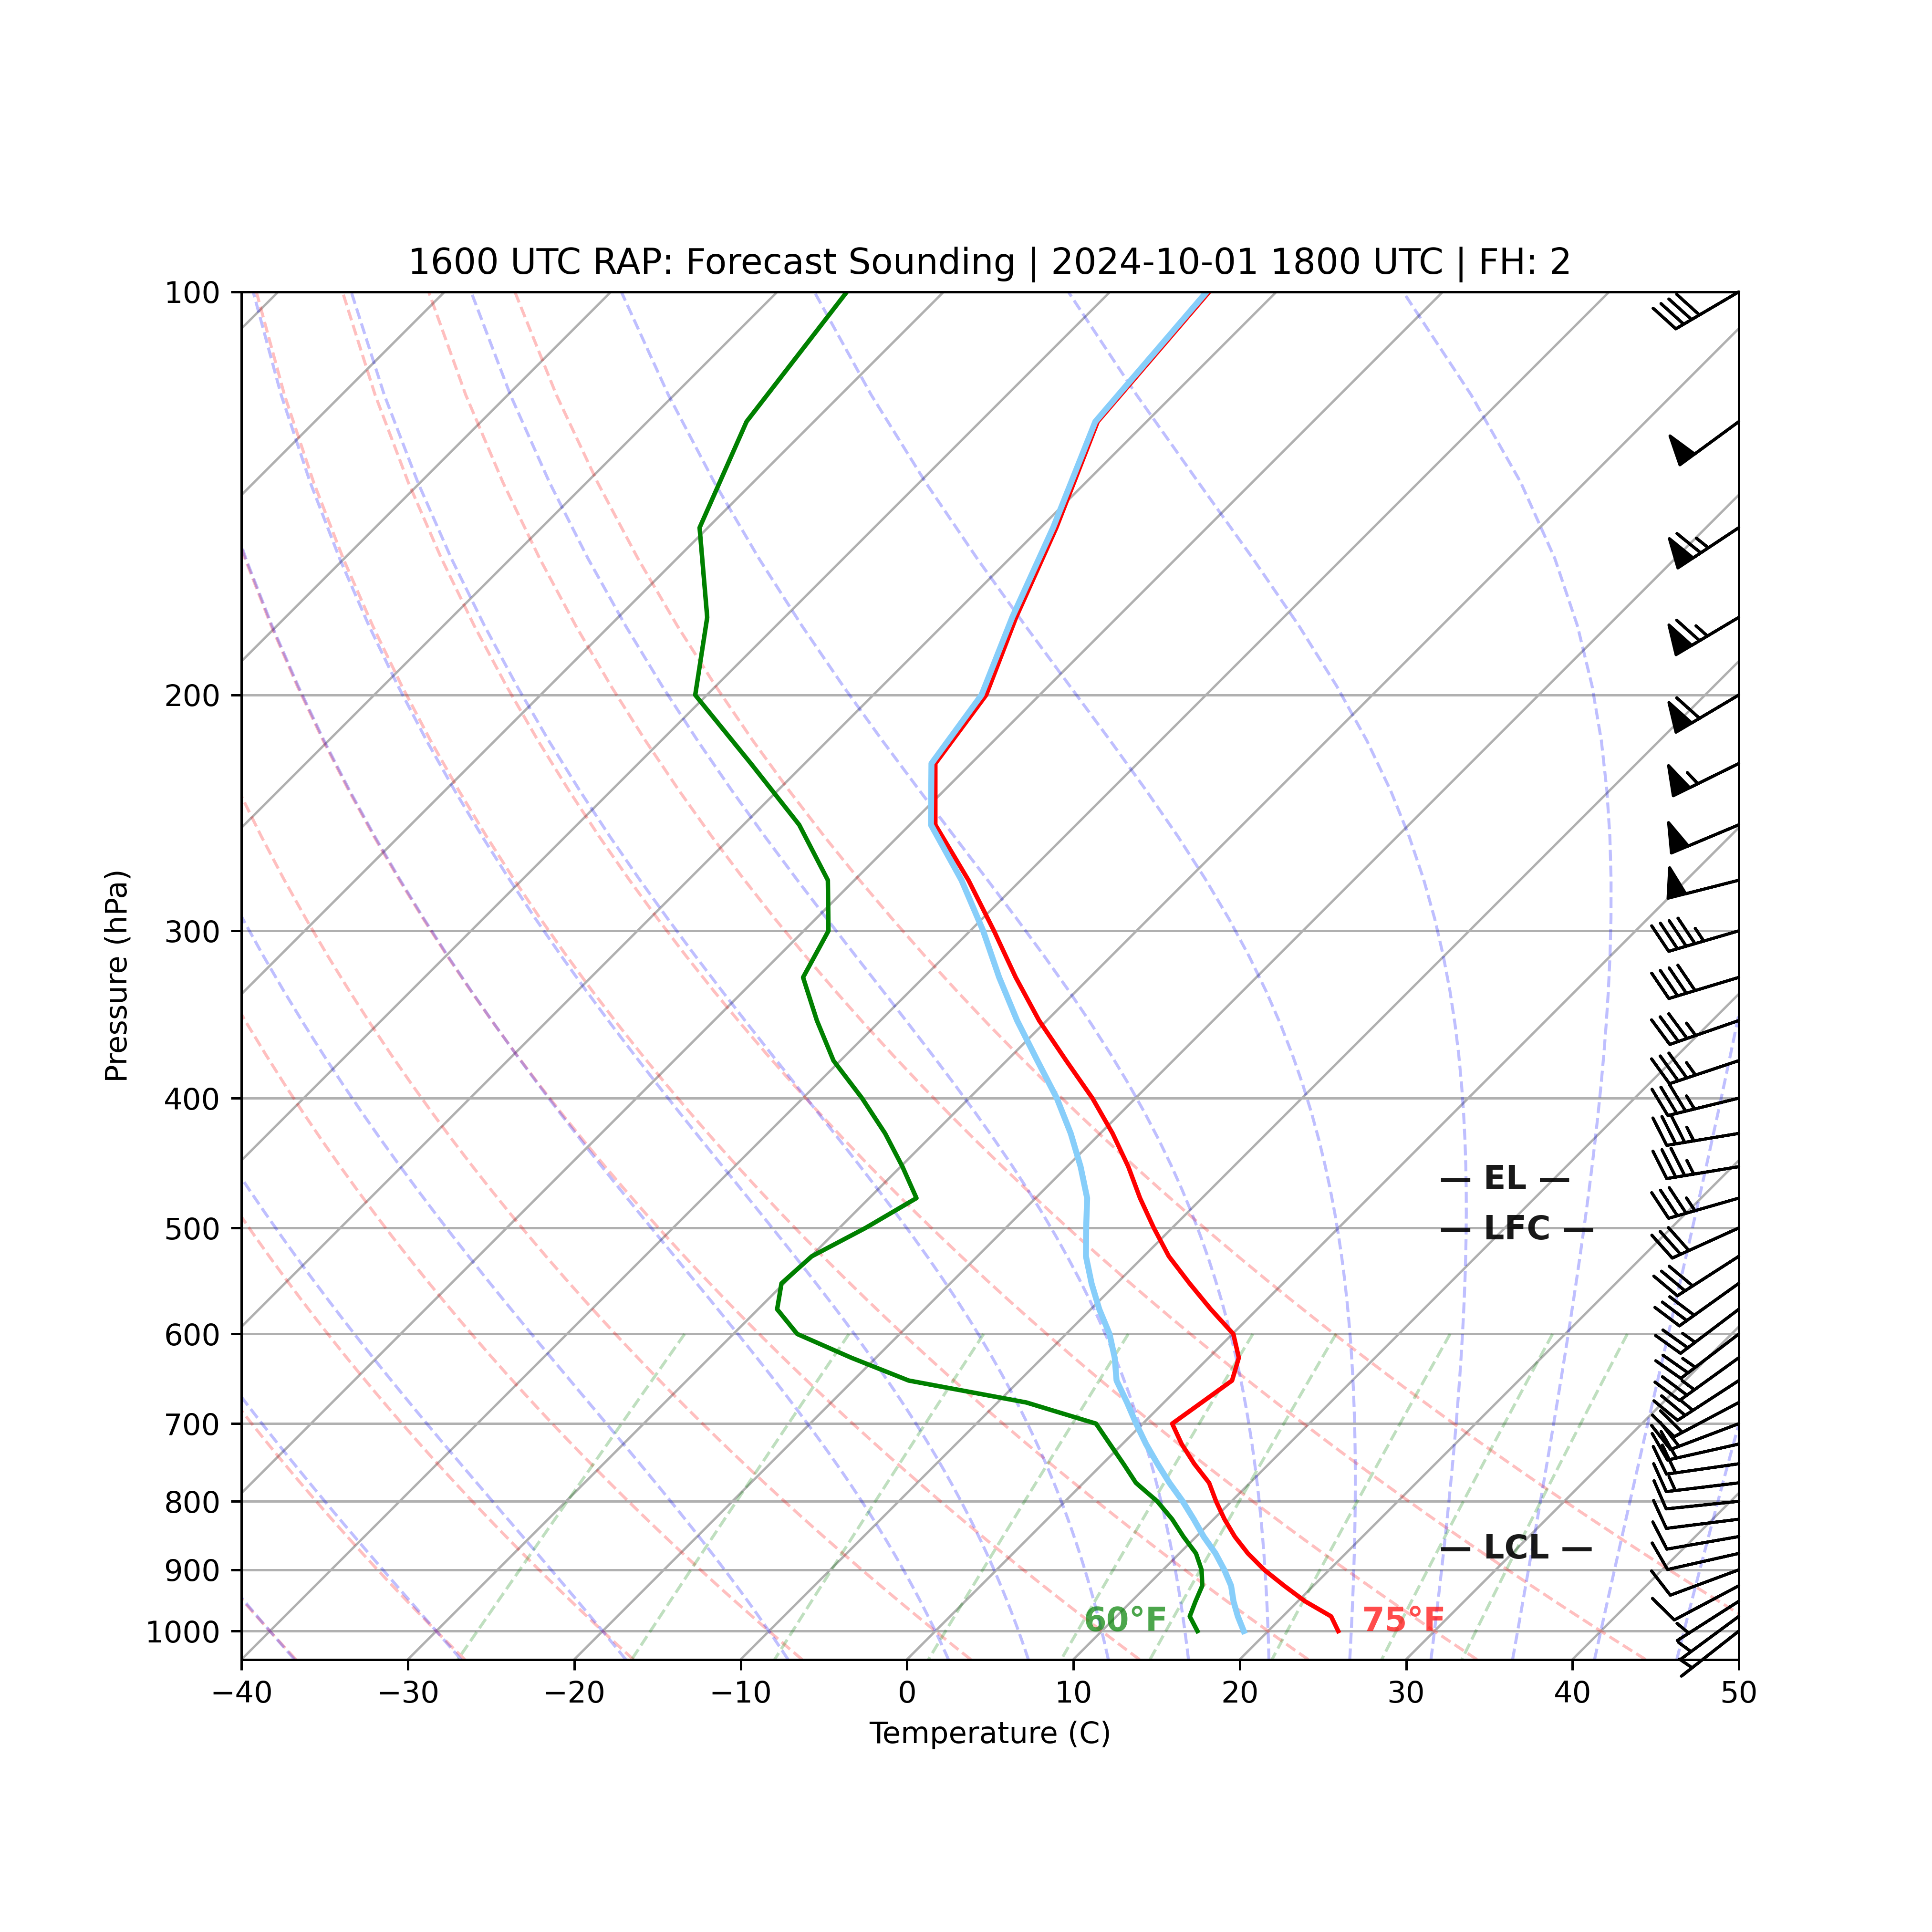 1600 UTC RAP: Forecast Sounding | 2024-10-01 1800 UTC | FH: 2
100
200
300
400
500
600
700
800
900
1000
Pressure (hPa)
— EL —
— LFC —
— LCL —
60°F
75°F
−40 −30 −20 −10 0 10 20 30 40 50
Temperature (C)